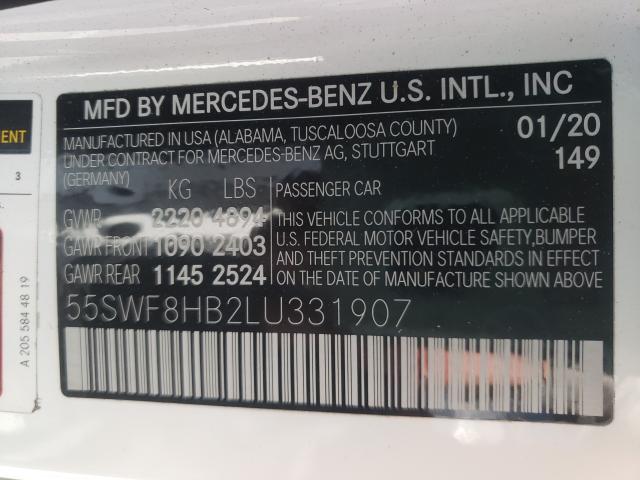 MFD BY MERCEDES-BENZ U.S. INTL., INC
MANUFACTURED IN USA (ALABAMA, TUSCALOOSA COUNTY) 01/20
UNDER CONTRACT FOR MERCEDES-BENZ AG, STUTTGART 149
(GERMANY)
KG LBS PASSENGER CAR
GVWR 2220 4894
GAWR FRONT 1090 2403
GAWR REAR 1145 2524
THIS VEHICLE CONFORMS TO ALL APPLICABLE
U.S. FEDERAL MOTOR VEHICLE SAFETY,BUMPER
AND THEFT PREVENTION STANDARDS IN EFFECT
ON THE DATE OF MANUFACTURE SHOWN ABOVE
55SWF8HB2LU331907
3
A 205 584 48 19